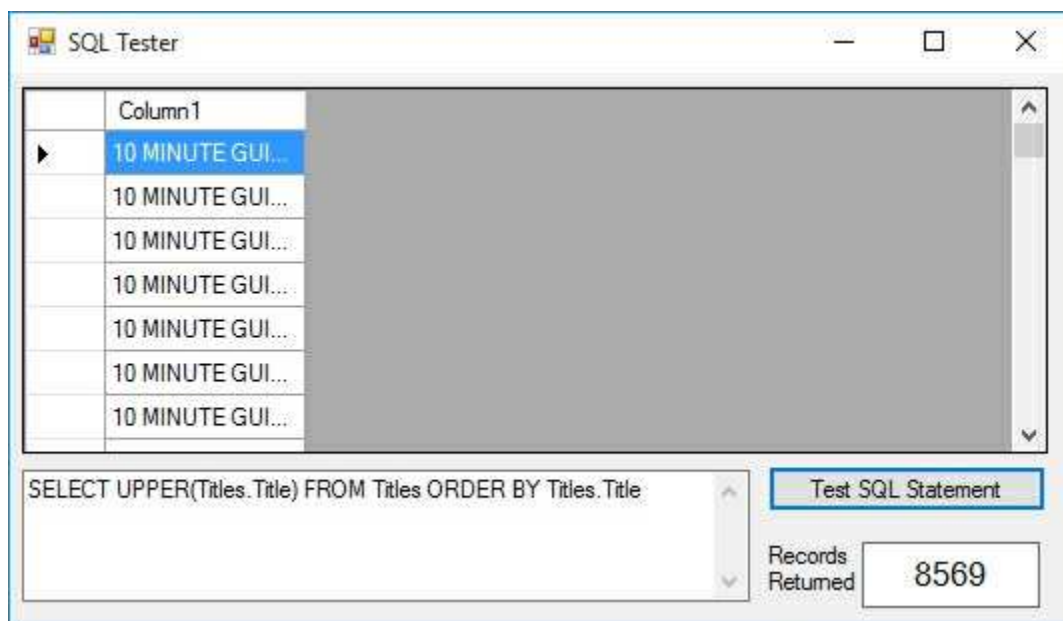 SQL Tester
Column1
10 MINUTE GUI...
10 MINUTE GUI...
10 MINUTE GUI...
10 MINUTE GUI...
10 MINUTE GUI...
10 MINUTE GUI...
10 MINUTE GUI...
SELECT UPPER(Titles.Title) FROM Titles ORDER BY Titles.Title
Test SQL Statement
Records
Returned
8569